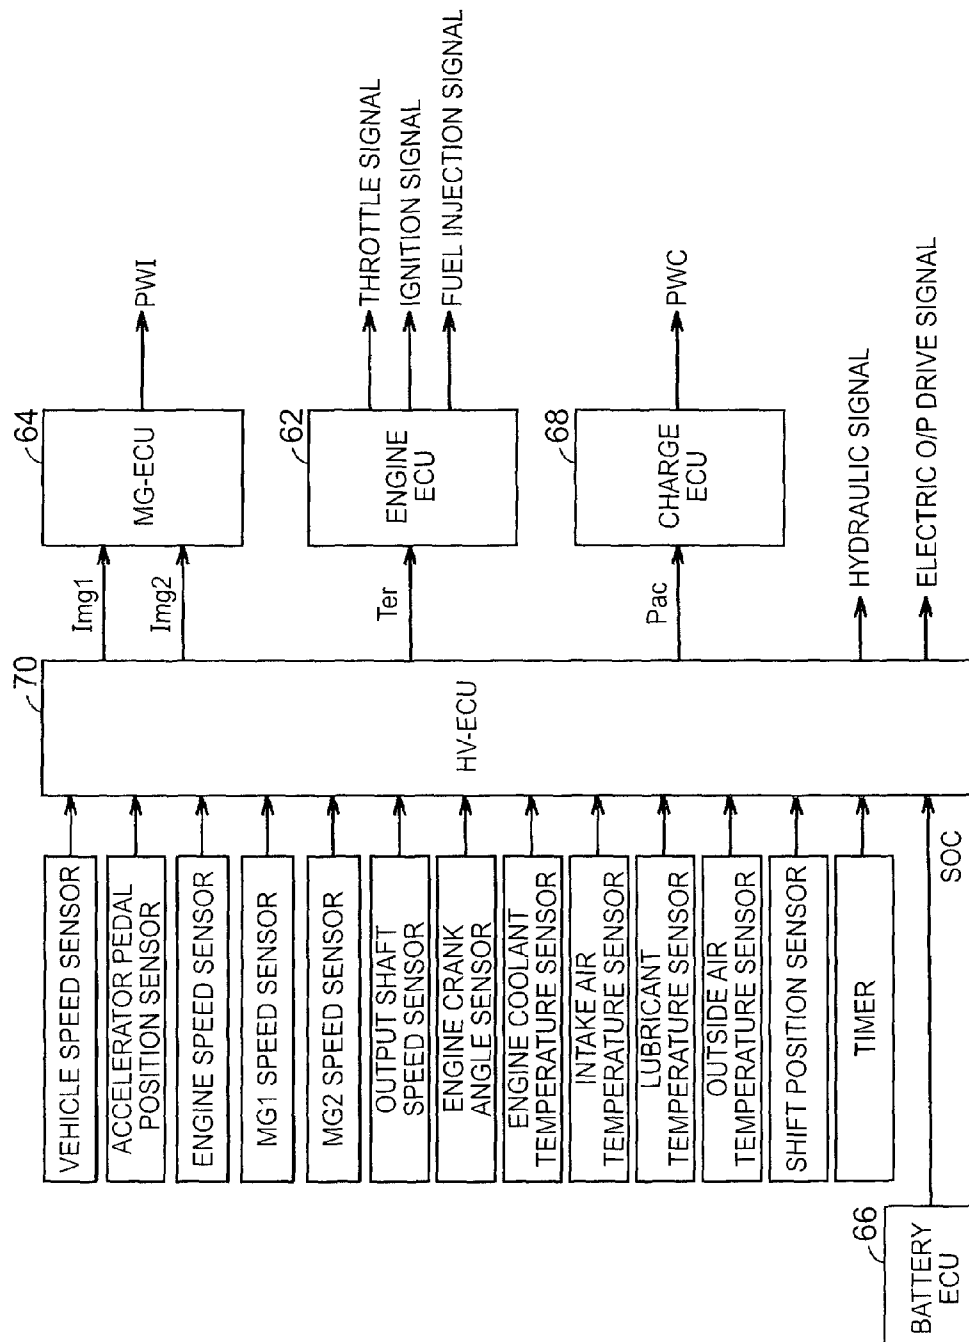 VEHICLE SPEED SENSOR
ACCELERATOR PEDAL
POSITION SENSOR
ENGINE SPEED SENSOR
MG1 SPEED SENSOR
MG2 SPEED SENSOR
OUTPUT SHAFT
SPEED SENSOR
ENGINE CRANK
ANGLE SENSOR
ENGINE COOLANT
TEMPERATURE SENSOR
INTAKE AIR
TEMPERATURE SENSOR
LUBRICANT
TEMPERATURE SENSOR
OUTSIDE AIR
TEMPERATURE SENSOR
SHIFT POSITION SENSOR
TIMER
66
BATTERY
ECU
SOC
70
HV-ECU
Img1
Img2
Ter
Pac
64
MG-ECU
62
ENGINE
ECU
68
CHARGE
ECU
PWI
THROTTLE SIGNAL
IGNITION SIGNAL
FUEL INJECTION SIGNAL
PWC
HYDRAULIC SIGNAL
ELECTRIC O/P DRIVE SIGNAL